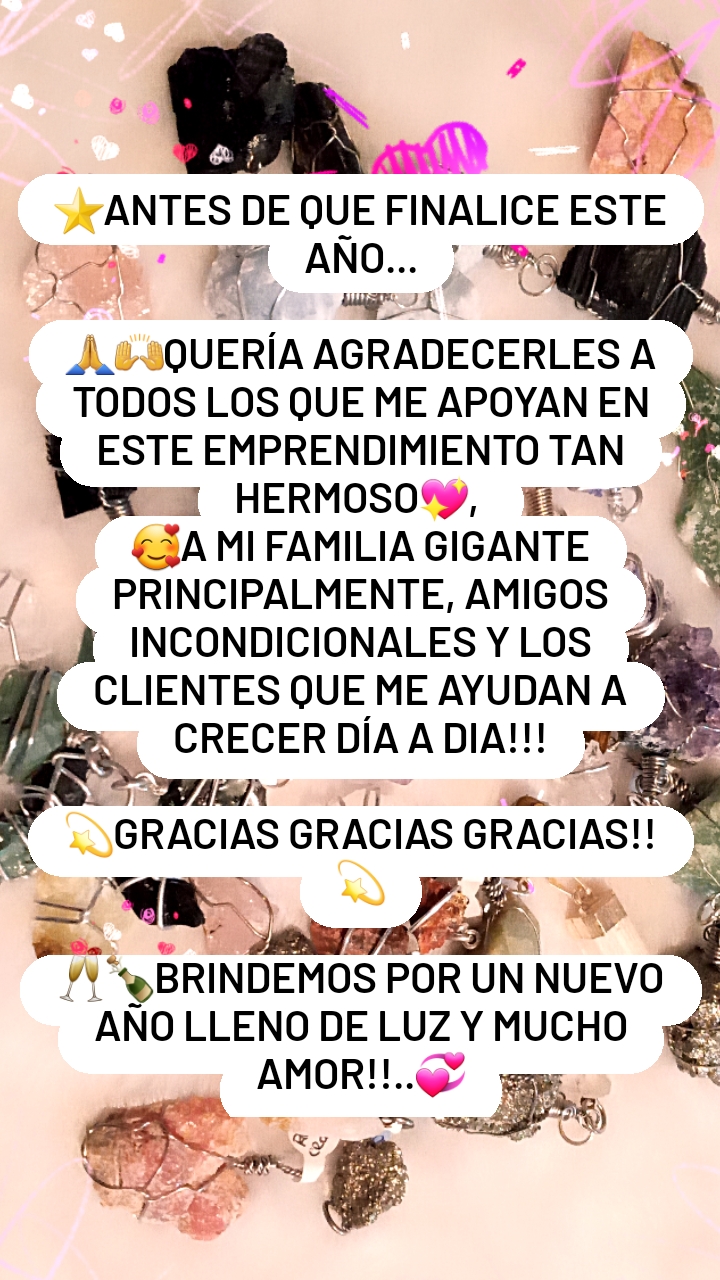 ⭐ANTES DE QUE FINALICE ESTE
AÑO...
🙏🙌QUERÍA AGRADECERLES A
TODOS LOS QUE ME APOYAN EN
ESTE EMPRENDIMIENTO TAN
HERMOSO💖,
🥰A MI FAMILIA GIGANTE
PRINCIPALMENTE, AMIGOS
INCONDICIONALES Y LOS
CLIENTES QUE ME AYUDAN A
CRECER DÍA A DIA!!!
💫GRACIAS GRACIAS GRACIAS!!
💫
🥂🍾BRINDEMOS POR UN NUEVO
AÑO LLENO DE LUZ Y MUCHO
AMOR!!..💞